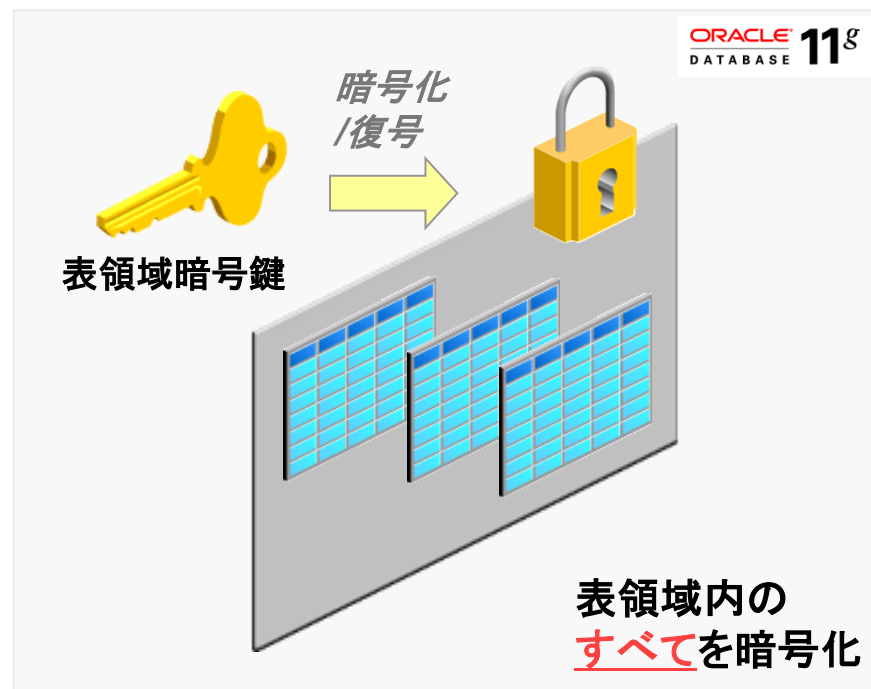 ORACLE 11g
DATABASE
暗号化
/復号
表領域暗号鍵
表領域内の
すべてを暗号化